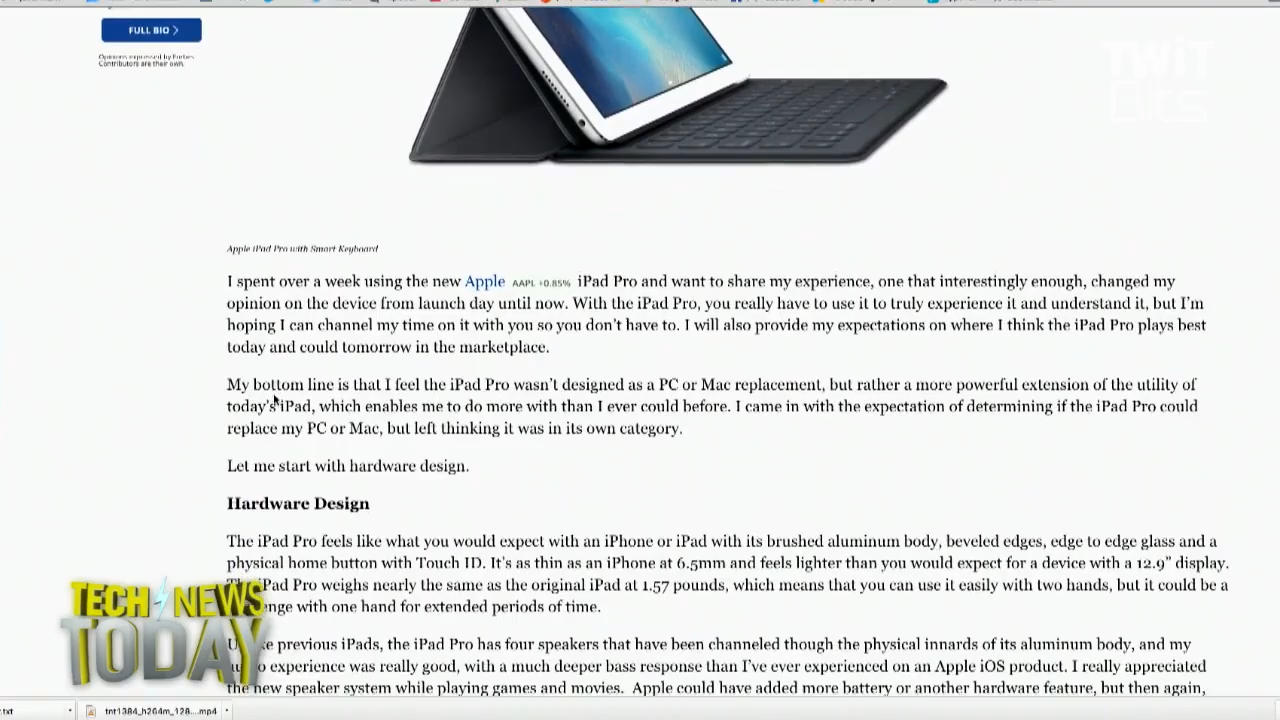 FULL BIO >
Opinions expressed by Forbes
Contributors are their own.
TWiT
BITS
Apple iPad Pro with Smart Keyboard
I spent over a week using the new Apple AAPL +0.85% iPad Pro and want to share my experience, one that interestingly enough, changed my
opinion on the device from launch day until now. With the iPad Pro, you really have to use it to truly experience it and understand it, but I'm
hoping I can channel my time on it with you so you don't have to. I will also provide my expectations on where I think the iPad Pro plays best
today and could tomorrow in the marketplace.
My bottom line is that I feel the iPad Pro wasn't designed as a PC or Mac replacement, but rather a more powerful extension of the utility of
today's iPad, which enables me to do more with than I ever could before. I came in with the expectation of determining if the iPad Pro could
replace my PC or Mac, but left thinking it was in its own category.
Let me start with hardware design.
Hardware Design
The iPad Pro feels like what you would expect with an iPhone or iPad with its brushed aluminum body, beveled edges, edge to edge glass and a
physical home button with Touch ID. It's as thin as an iPhone at 6.5mm and feels lighter than you would expect for a device with a 12.9" display.
iPad Pro weighs nearly the same as the original iPad at 1.57 pounds, which means that you can use it easily with two hands, but it could be a
enge with one hand for extended periods of time.
previous iPads, the iPad Pro has four speakers that have been channeled though the physical innards of its aluminum body, and my
experience was really good, with a much deeper bass response than I've ever experienced on an Apple iOS product. I really appreciated
the new speaker system while playing games and movies. Apple could have added more battery or another hardware feature, but then again,
TECH NEWS
TODAY
.txt
tnt1384_h264m_128....mp4